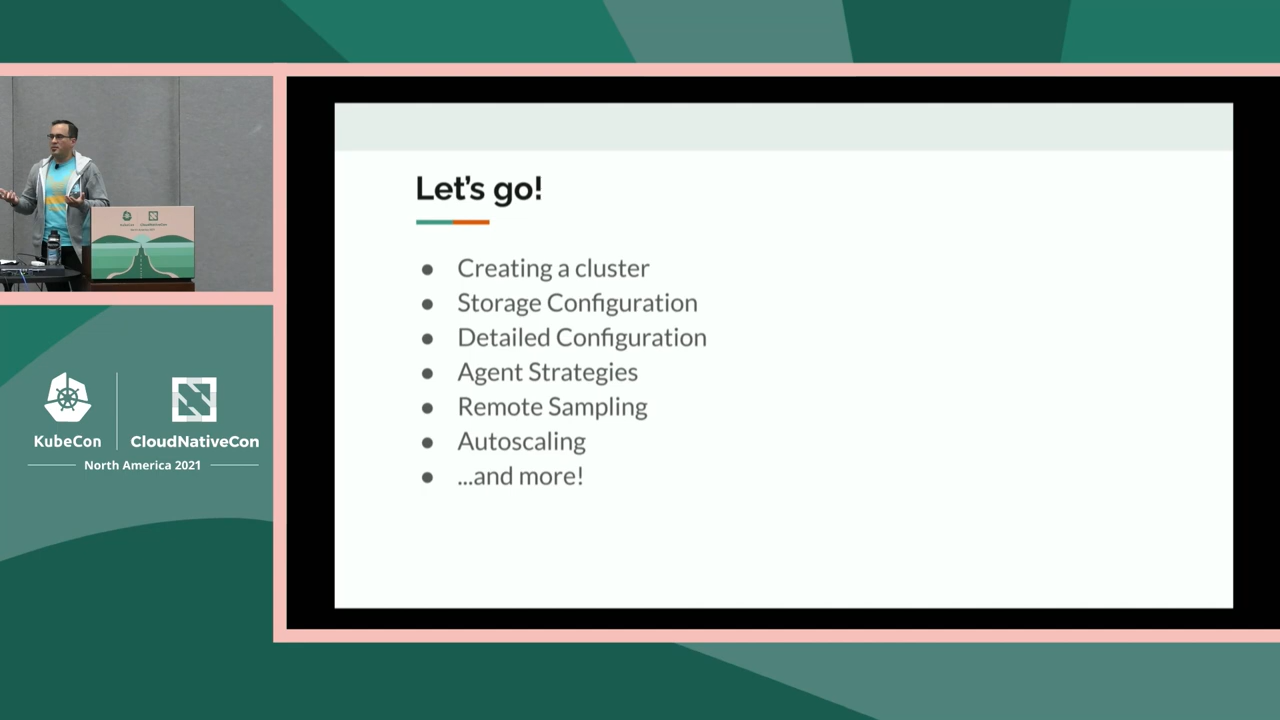 Let's go!
● Creating a cluster
● Storage Configuration
● Detailed Configuration
● Agent Strategies
● Remote Sampling
● Autoscaling
● ...and more!
KubeCon
CloudNativeCon
North America 2021